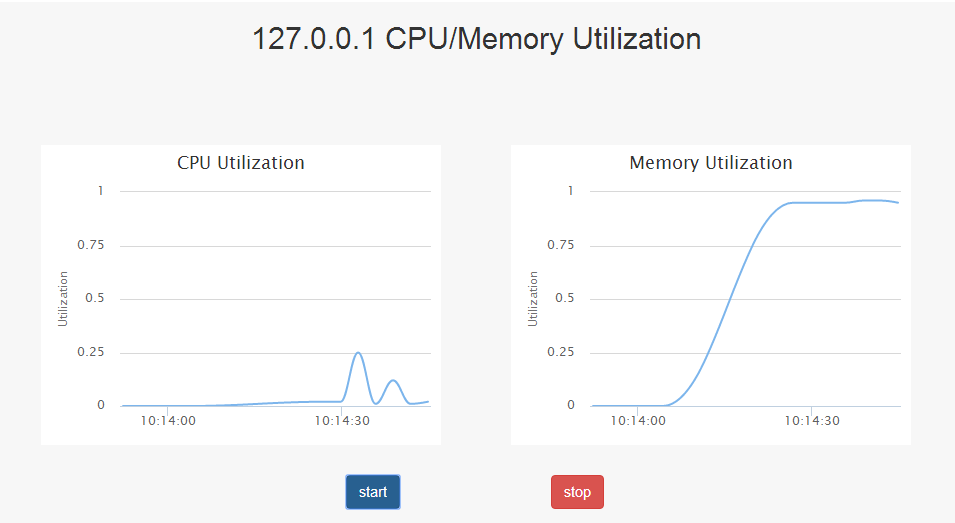 127.0.0.1 CPU/Memory Utilization
CPU Utilization
1
0.75
0.5
0.25
0
Utilization
10:14:00 10:14:30
Memory Utilization
1
0.75
0.5
0.25
0
Utilization
10:14:00 10:14:30
start
stop